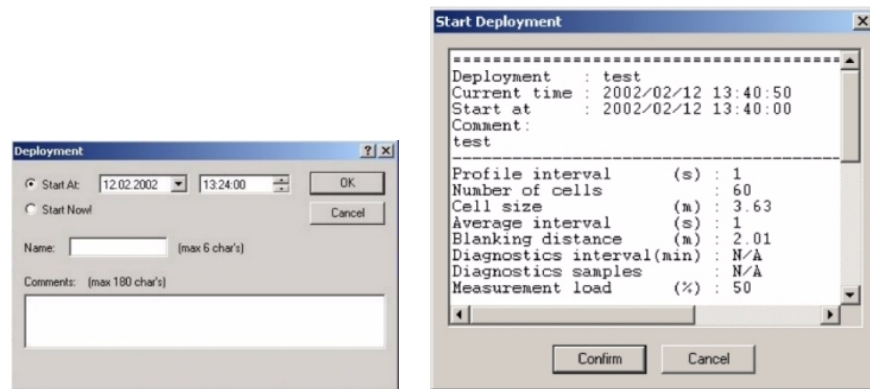 Deployment
Start At: 12.02.2002 13:24:00 OK
Start Now! Cancel
Name: (max 6 char's)
Comments: (max 180 char's)
Start Deployment
========================================
Deployment : test
Current time : 2002/02/12 13:40:50
Start at : 2002/02/12 13:40:00
Comment:
test
----------------------------------------
Profile interval (s) : 1
Number of cells : 60
Cell size (m) : 3.63
Average interval (s) : 1
Blanking distance (m) : 2.01
Diagnostics interval(min) : N/A
Diagnostics samples : N/A
Measurement load (%) : 50
Confirm Cancel